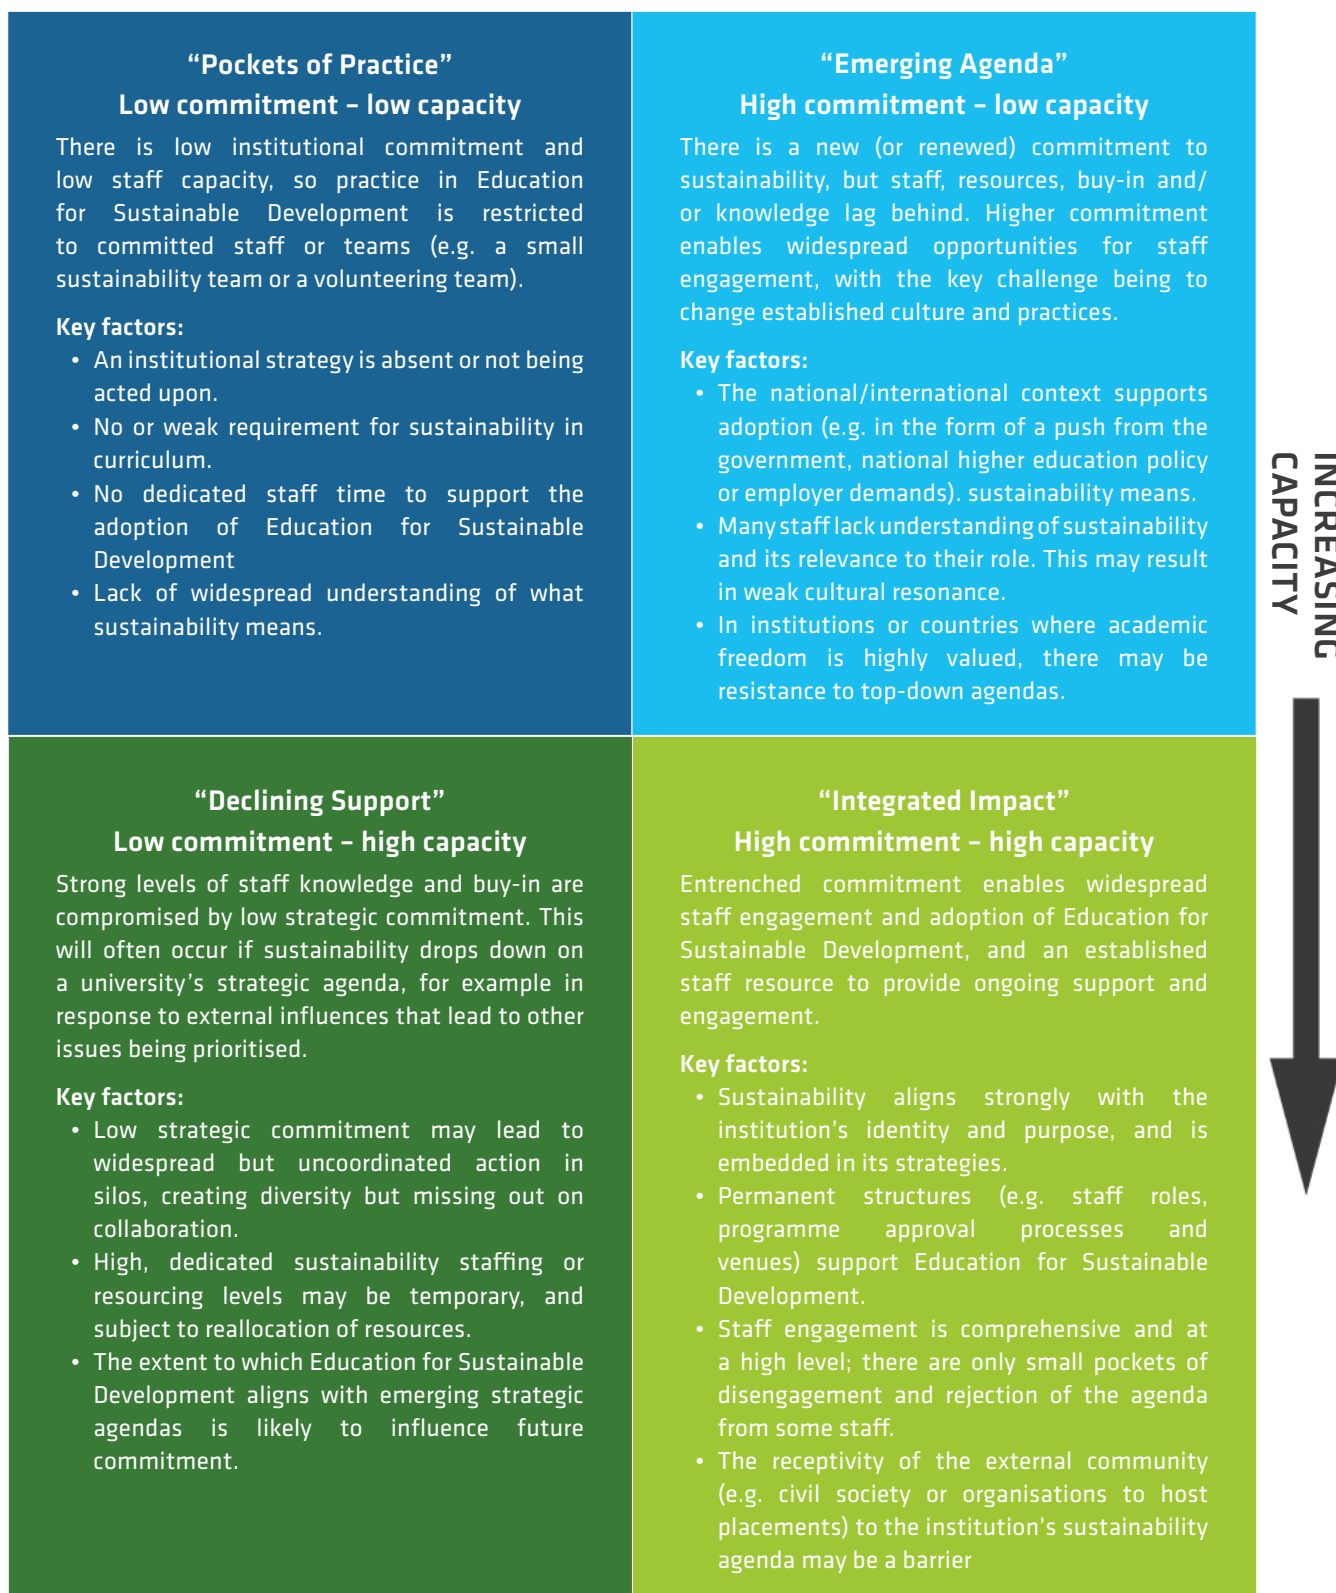 “Pockets of Practice”
Low commitment – low capacity
There is low institutional commitment and
low staff capacity, so practice in Education
for Sustainable Development is restricted
to committed staff or teams (e.g. a small
sustainability team or a volunteering team).
Key factors:
• An institutional strategy is absent or not being
acted upon.
• No or weak requirement for sustainability in
curriculum.
• No dedicated staff time to support the
adoption of Education for Sustainable
Development
• Lack of widespread understanding of what
sustainability means.
“Emerging Agenda”
High commitment – low capacity
There is a new (or renewed) commitment to
sustainability, but staff, resources, buy-in and/
or knowledge lag behind. Higher commitment
enables widespread opportunities for staff
engagement, with the key challenge being to
change established culture and practices.
Key factors:
• The national/international context supports
adoption (e.g. in the form of a push from the
government, national higher education policy
or employer demands). sustainability means.
• Many staff lack understanding of sustainability
and its relevance to their role. This may result
in weak cultural resonance.
• In institutions or countries where academic
freedom is highly valued, there may be
resistance to top-down agendas.
INCREASING
CAPACITY
“Declining Support”
Low commitment – high capacity
Strong levels of staff knowledge and buy-in are
compromised by low strategic commitment. This
will often occur if sustainability drops down on
a university’s strategic agenda, for example in
response to external influences that lead to other
issues being prioritised.
Key factors:
• Low strategic commitment may lead to
widespread but uncoordinated action in
silos, creating diversity but missing out on
collaboration.
• High, dedicated sustainability staffing or
resourcing levels may be temporary, and
subject to reallocation of resources.
• The extent to which Education for Sustainable
Development aligns with emerging strategic
agendas is likely to influence future
commitment.
“Integrated Impact”
High commitment – high capacity
Entrenched commitment enables widespread
staff engagement and adoption of Education for
Sustainable Development, and an established
staff resource to provide ongoing support and
engagement.
Key factors:
• Sustainability aligns strongly with the
institution’s identity and purpose, and is
embedded in its strategies.
• Permanent structures (e.g. staff roles,
programme approval processes and
venues) support Education for Sustainable
Development.
• Staff engagement is comprehensive and at
a high level; there are only small pockets of
disengagement and rejection of the agenda
from some staff.
• The receptivity of the external community
(e.g. civil society or organisations to host
placements) to the institution’s sustainability
agenda may be a barrier